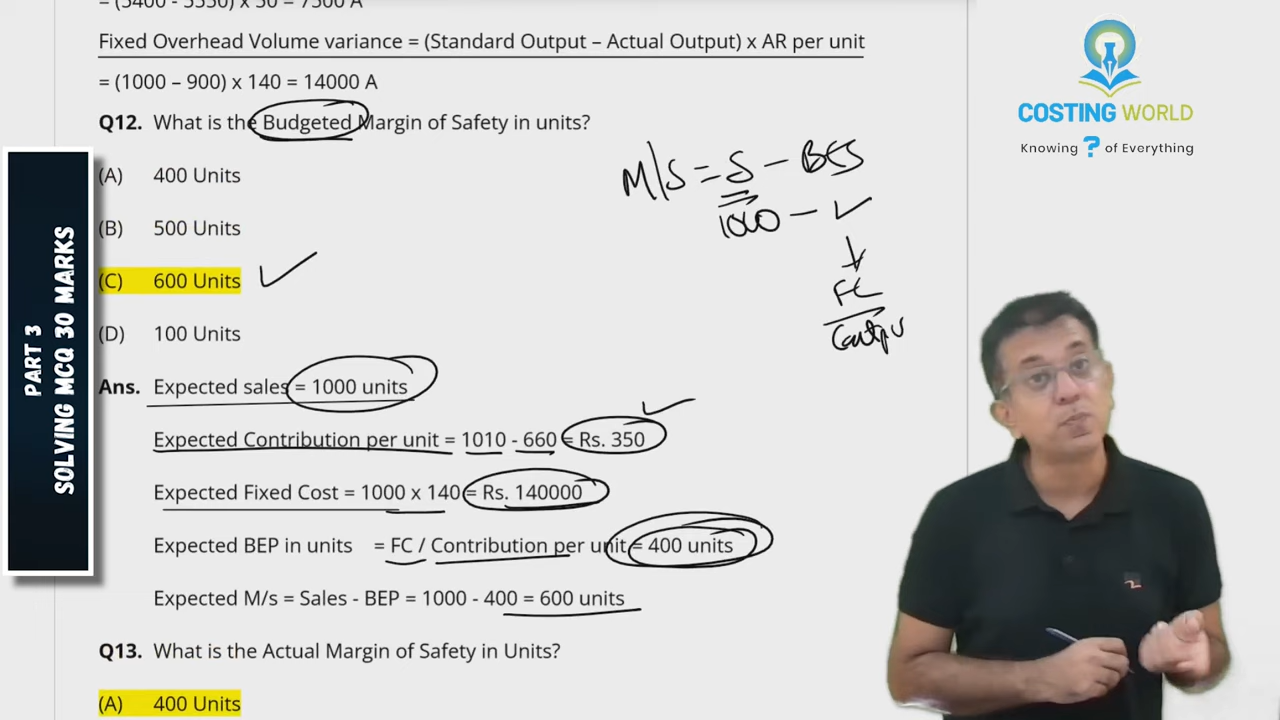 = (5400 - 5550) x 50 = 7500 A
Fixed Overhead Volume variance = (Standard Output – Actual Output) x AR per unit
= (1000 – 900) x 140 = 14000 A
Q12. What is the Budgeted Margin of Safety in units?
(A) 400 Units
(B) 500 Units
(C) 600 Units
(D) 100 Units
Ans. Expected sales = 1000 units
Expected Contribution per unit = 1010 - 660 = Rs. 350
Expected Fixed Cost = 1000 x 140 = Rs. 140000
Expected BEP in units = FC / Contribution per unit = 400 units
Expected M/s = Sales - BEP = 1000 - 400 = 600 units
Q13. What is the Actual Margin of Safety in Units?
(A) 400 Units
M/S = S - BES
1000 -
FC
PART 3
SOLVING MCQ 30 MARKS
COSTING WORLD
Knowing ? of Everything